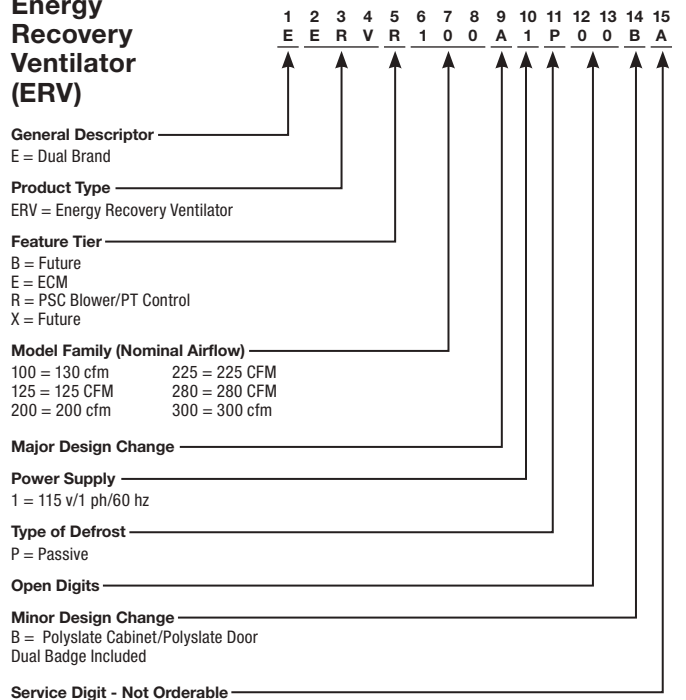 Energy
Recovery
Ventilator
(ERV)
1 2 3 4 5 6 7 8 9 10 11 12 13 14 15
E E R V R 1 0 0 A 1 P 0 0 B A
General Descriptor
E = Dual Brand
Product Type
ERV = Energy Recovery Ventilator
Feature Tier
B = Future
E = ECM
R = PSC Blower/PT Control
X = Future
Model Family (Nominal Airflow)
100 = 130 cfm 225 = 225 CFM
125 = 125 CFM 280 = 280 CFM
200 = 200 cfm 300 = 300 cfm
Major Design Change
Power Supply
1 = 115 v/1 ph/60 hz
Type of Defrost
P = Passive
Open Digits
Minor Design Change
B = Polyslate Cabinet/Polyslate Door
Dual Badge Included
Service Digit - Not Orderable